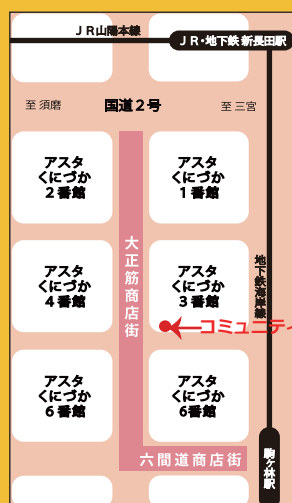 JR山陽本線
JR・地下鉄 新長田駅
至 須磨
国道2号
至 三宮
アスタ
くにづか
2番館
アスタ
くにづか
1番館
大正筋商店街
アスタ
くにづか
4番館
アスタ
くにづか
3番館
地下鉄海岸線
コミュニティ
アスタ
くにづか
6番館
アスタ
くにづか
6番館
六間道商店街
駒ヶ林駅